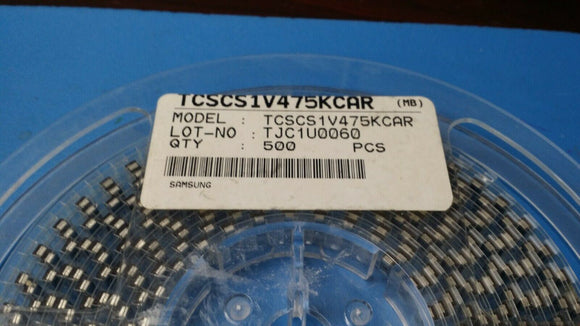 TCSCS1V475KCAR (MB)
MODEL : TCSCS1V475KCAR
LOT-NO : TJC1U0060
QTY : 500 PCS
SAMSUNG